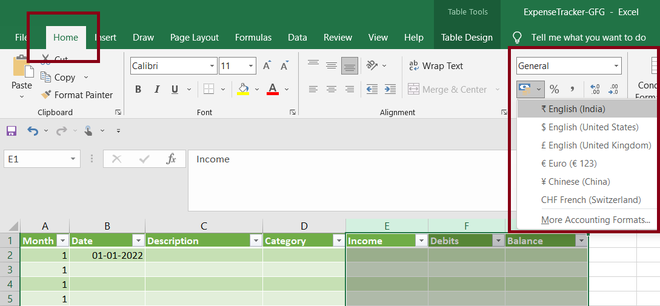 Table Tools
ExpenseTracker-GFG - Excel
File Home Insert Draw Page Layout Formulas Data Review View Help Table Design Tell me what you want to do
Cut
Copy
Format Painter
Paste
Clipboard
Calibri 11 A A
B I U A
Font
ab Wrap Text
Merge & Center
Alignment
General
% ,
₹ English (India)
$ English (United States)
£ English (United Kingdom)
€ Euro (€ 123)
¥ Chinese (China)
CHF French (Switzerland)
More Accounting Formats...
E1 fx Income
A B C D E F G
1 Month Date Description Category Income Debits Balance
2 1 01-01-2022
3 1
4 1
5 1